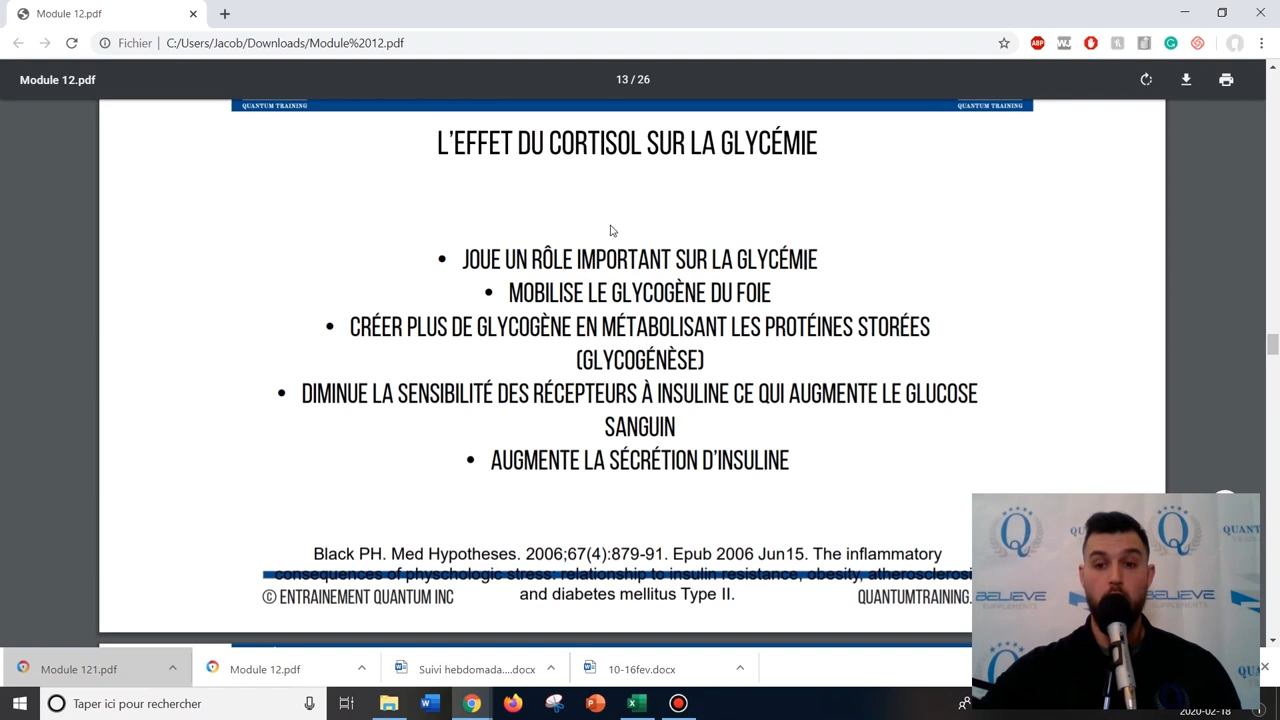 Module 12.pdf
Fichier | C:/Users/Jacob/Downloads/Module%2012.pdf
ABP
Module 12.pdf
13 / 26
QUANTUM TRAINING
QUANTUM TRAINING
L'EFFET DU CORTISOL SUR LA GLYCÉMIE
• JOUE UN RÔLE IMPORTANT SUR LA GLYCÉMIE
• MOBILISE LE GLYCOGÈNE DU FOIE
• CRÉER PLUS DE GLYCOGÈNE EN MÉTABOLISANT LES PROTÉINES STORÉES
(GLYCOGÉNÈSE)
• DIMINUE LA SENSIBILITÉ DES RÉCEPTEURS À INSULINE CE QUI AUGMENTE LE GLUCOSE
SANGUIN
• AUGMENTE LA SÉCRÉTION D'INSULINE
Black PH. Med Hypotheses. 2006;67(4):879-91. Epub 2006 Jun15. The inflammatory
consequences of physchologic stress: relationship to insulin resistance, obesity, atherosclerosi
and diabetes mellitus Type II.
© ENTRAINEMENT QUANTUM INC
QUANTUMTRAINING.
Q
Q
QUANT
BELIEVE
SUPPLEMENTS
BELIEVE
SUPPLEMENTS
Module 121.pdf
Module 12.pdf
Suivi hebdomada....docx
10-16fev.docx
Taper ici pour rechercher
2020-02-18